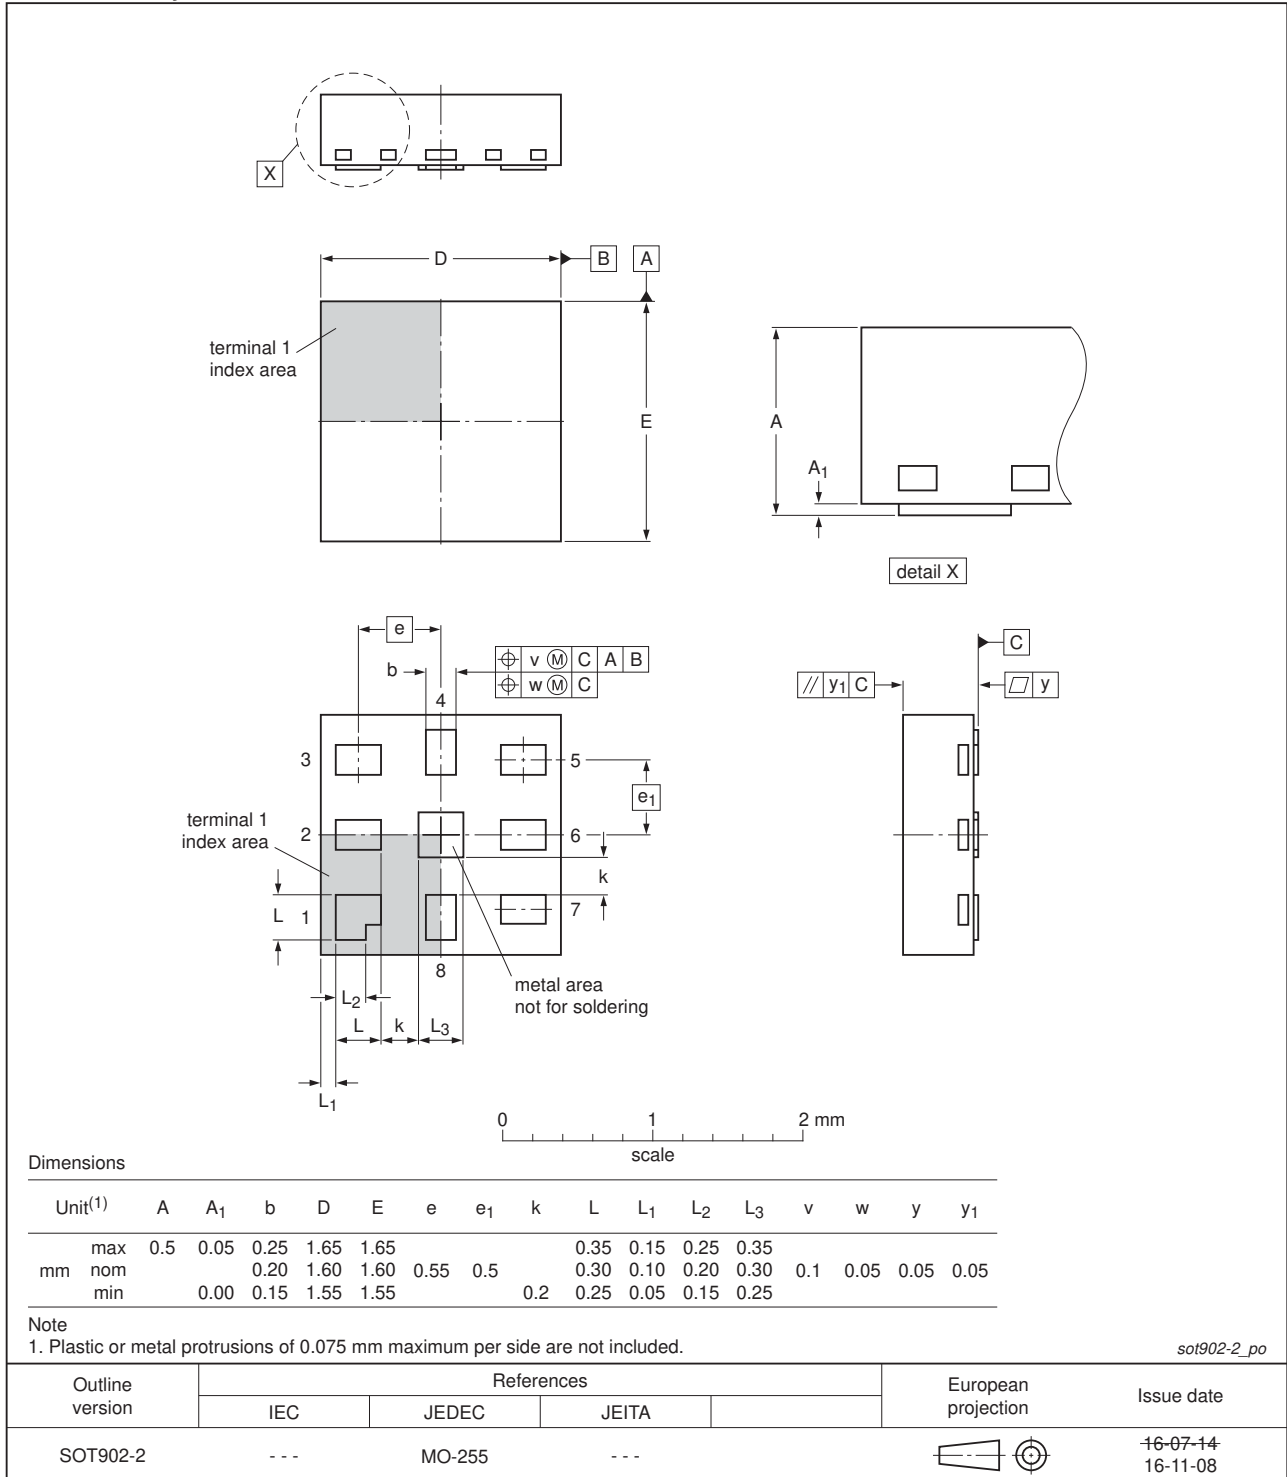 X
D
B
A
terminal 1
index area
E
A
A1
detail X
e
b
v M C A B
w M C
4
3
5
e1
terminal 1
index area
2
6
k
L
1
7
8
metal area
not for soldering
L2
L
k
L3
L1
C
// y1 C
y
0 1 2 mm
scale
Dimensions
Unit(1) A A1 b D E e e1 k L L1 L2 L3 v w y y1
max 0.5 0.05 0.25 1.65 1.65 0.35 0.15 0.25 0.35
mm nom 0.20 1.60 1.60 0.55 0.5 0.30 0.10 0.20 0.30 0.1 0.05 0.05 0.05
min 0.00 0.15 1.55 1.55 0.2 0.25 0.05 0.15 0.25
Note
1. Plastic or metal protrusions of 0.075 mm maximum per side are not included.
sot902-2_po
Outline version
References
IEC JEDEC JEITA
European projection
Issue date
SOT902-2 - - - MO-255 - - -
16-07-14
16-11-08